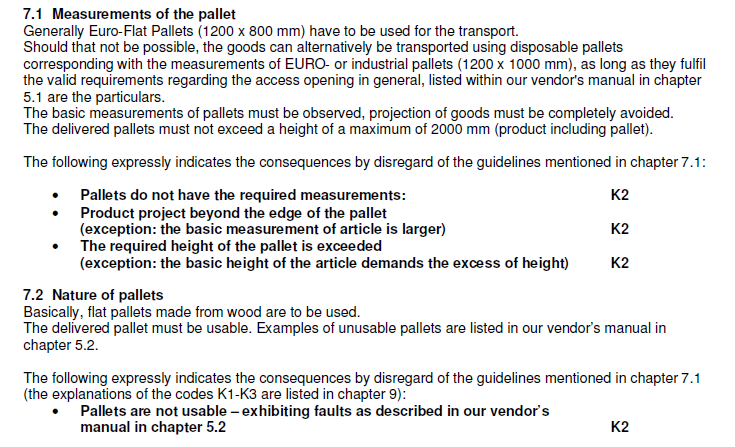 7.1 Measurements of the pallet
Generally Euro-Flat Pallets (1200 x 800 mm) have to be used for the transport.
Should that not be possible, the goods can alternatively be transported using disposable pallets
corresponding with the measurements of EURO- or industrial pallets (1200 x 1000 mm), as long as they fulfil
the valid requirements regarding the access opening in general, listed within our vendor's manual in chapter
5.1 are the particulars.
The basic measurements of pallets must be observed, projection of goods must be completely avoided.
The delivered pallets must not exceed a height of a maximum of 2000 mm (product including pallet).
The following expressly indicates the consequences by disregard of the guidelines mentioned in chapter 7.1:
• Pallets do not have the required measurements: K2
• Product project beyond the edge of the pallet
(exception: the basic measurement of article is larger) K2
• The required height of the pallet is exceeded
(exception: the basic height of the article demands the excess of height) K2
7.2 Nature of pallets
Basically, flat pallets made from wood are to be used.
The delivered pallet must be usable. Examples of unusable pallets are listed in our vendor's manual in
chapter 5.2.
The following expressly indicates the consequences by disregard of the guidelines mentioned in chapter 7.1
(the explanations of the codes K1-K3 are listed in chapter 9):
• Pallets are not usable – exhibiting faults as described in our vendor's
manual in chapter 5.2 K2